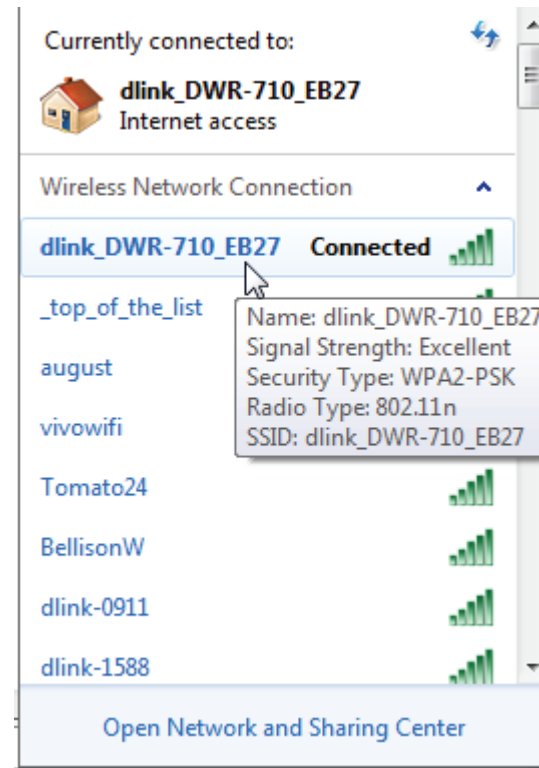 Currently connected to:
dlink_DWR-710_EB27
Internet access
Wireless Network Connection
dlink_DWR-710_EB27 Connected
_top_of_the_list
Name: dlink_DWR-710_EB27
Signal Strength: Excellent
august
Security Type: WPA2-PSK
Radio Type: 802.11n
vivowifi
SSID: dlink_DWR-710_EB27
Tomato24
BellisonW
dlink-0911
dlink-1588
Open Network and Sharing Center